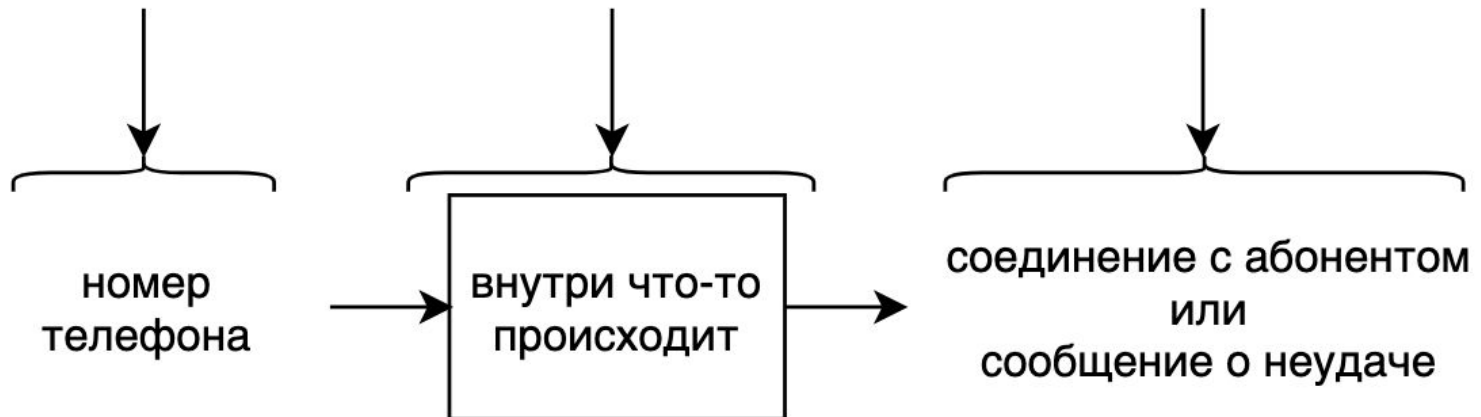 номер
телефона
внутри что-то
происходит
соединение с абонентом
или
сообщение о неудаче